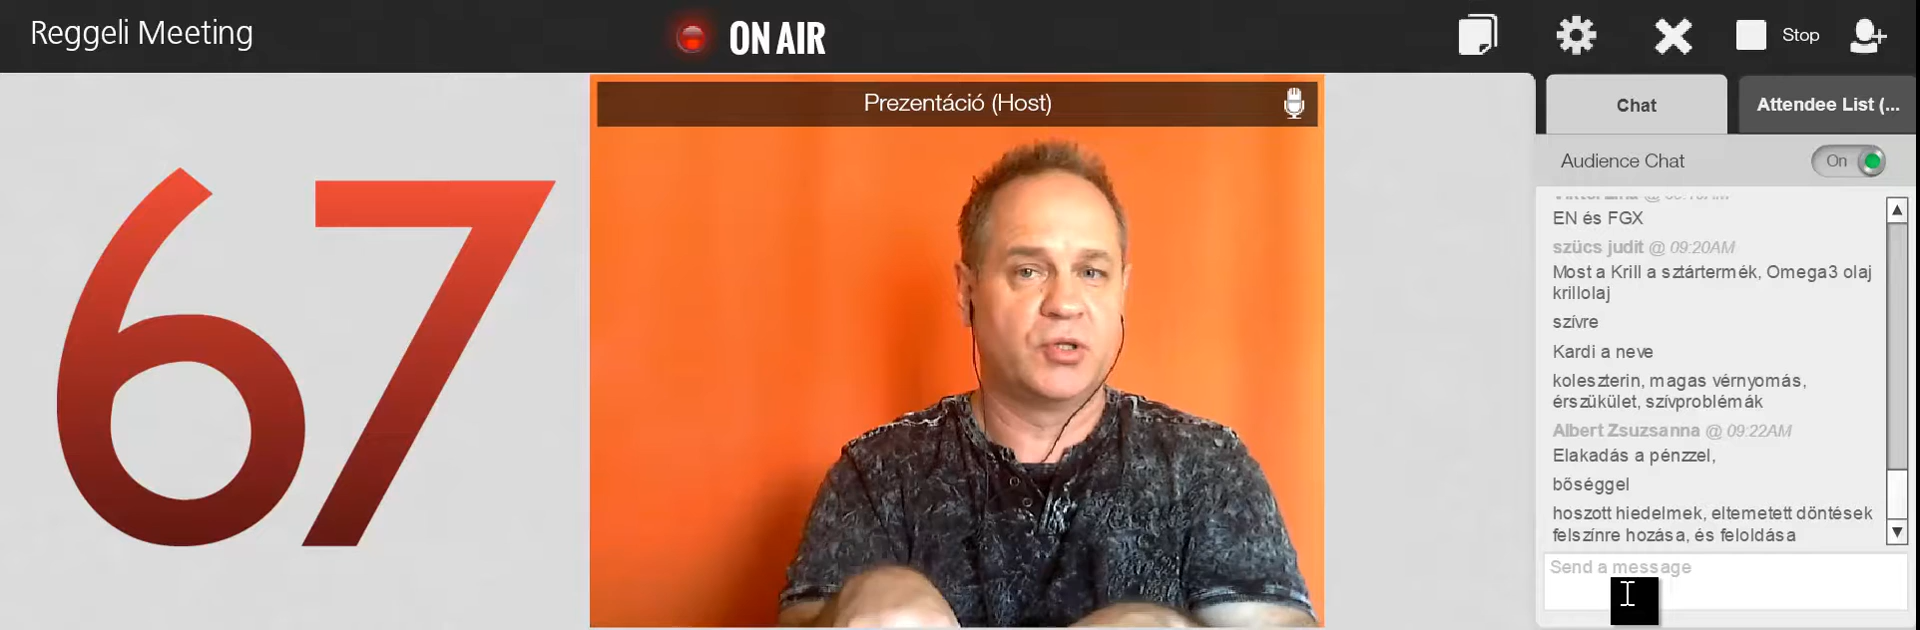 Reggeli Meeting
ON AIR
Stop
67
Prezentáció (Host)
Chat
Attendee List (...
Audience Chat
On
EN és FGX
szücs judit @ 09:20AM
Most a Krill a sztártermék, Omega3 olaj
krillolaj
szívre
Kardi a neve
koleszterin, magas vérnyomás,
érszükület, szívproblémák
Albert Zsuzsanna @ 09:22AM
Elakadás a pénzzel,
bőséggel
hoszott hiedelmek, eltemetett döntések
felszínre hozása, és feloldása
Send a message